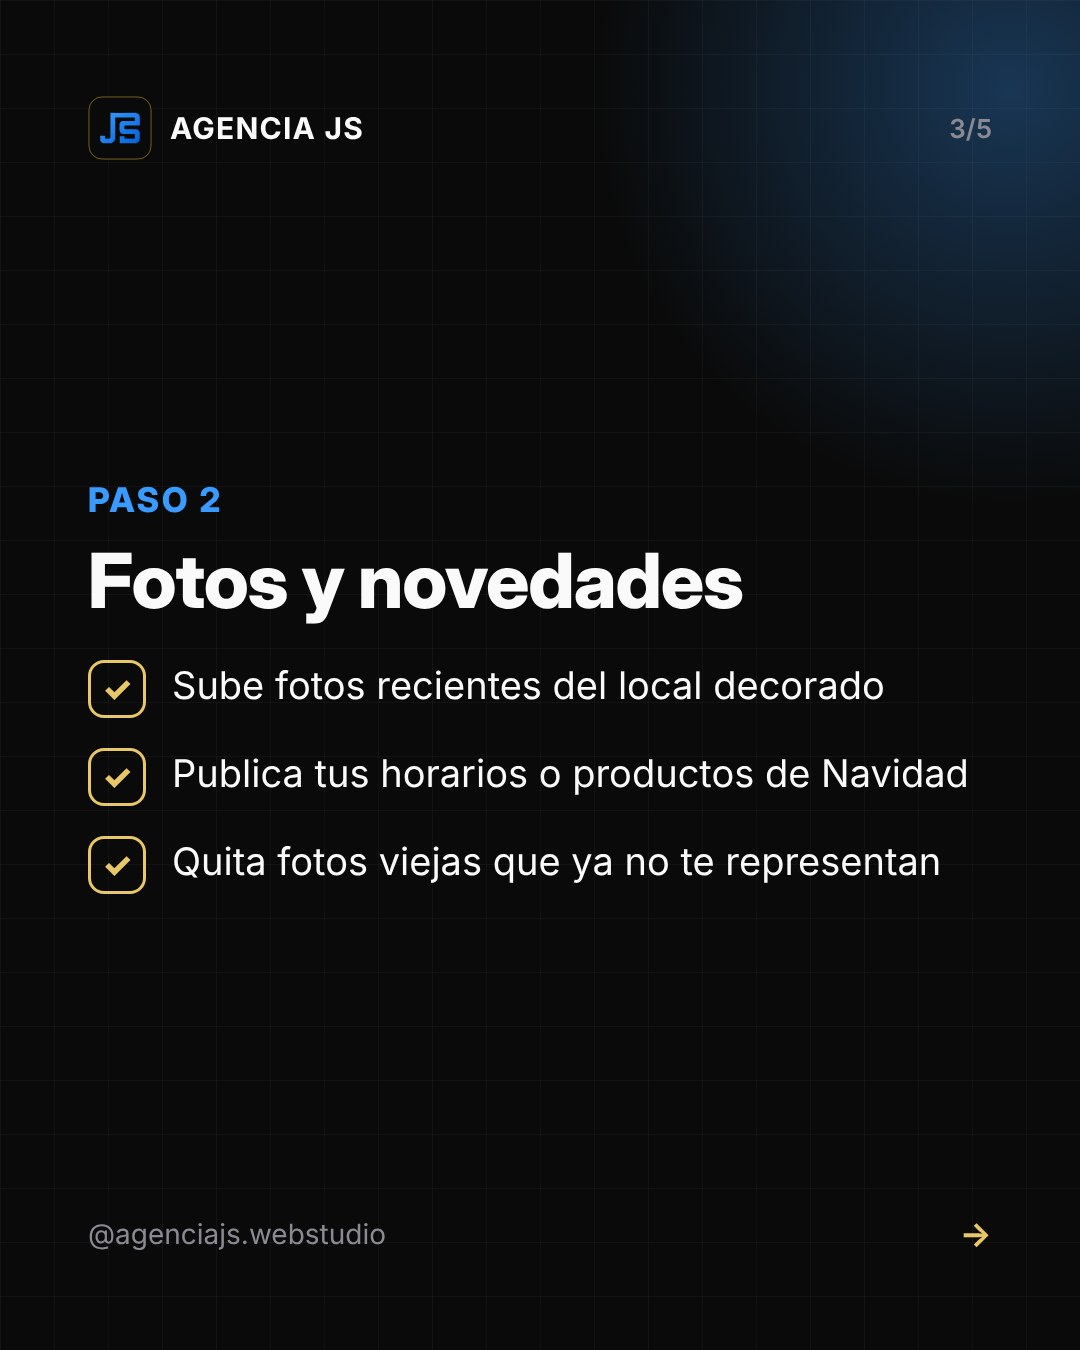 JS AGENCIA JS
3/5
PASO 2
Fotos y novedades
Sube fotos recientes del local decorado
Publica tus horarios o productos de Navidad
Quita fotos viejas que ya no te representan
@agenciajs.webstudio